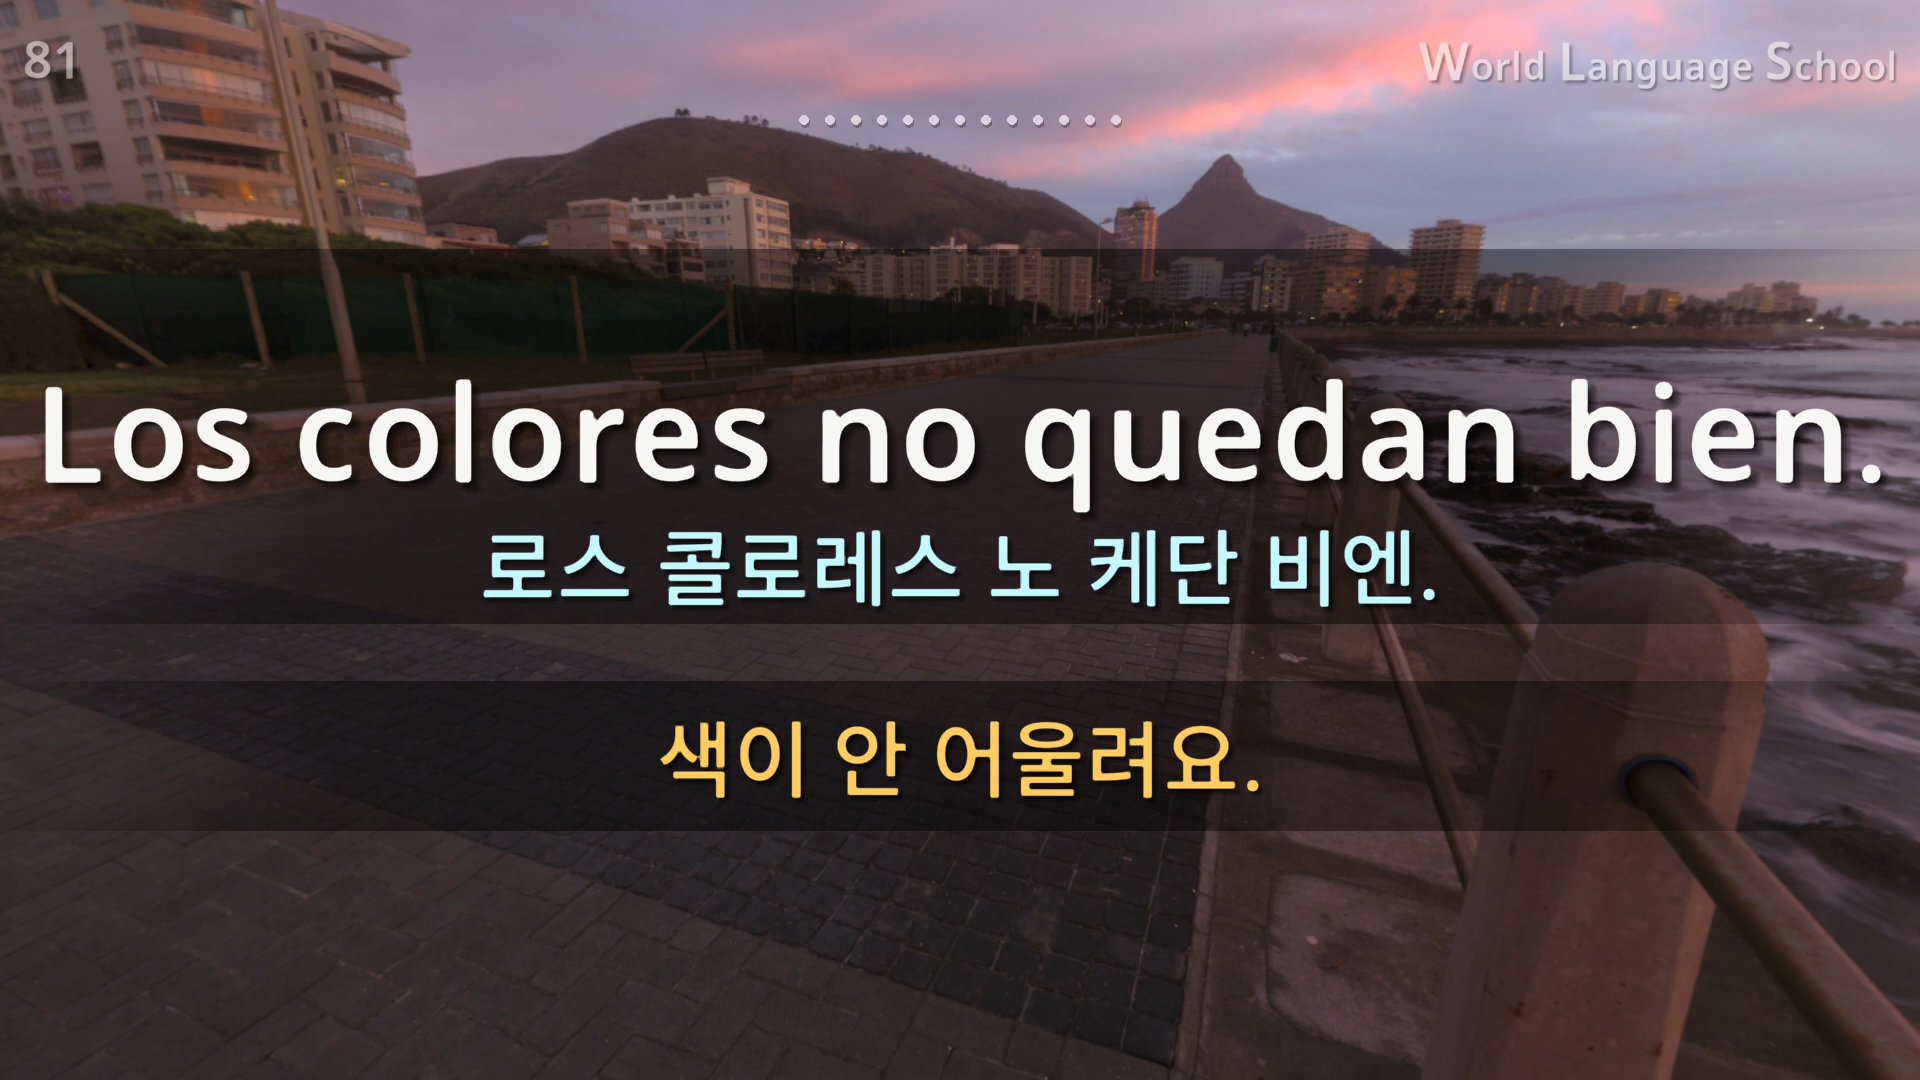 81
World Language School
Los colores no quedan bien.
로스 콜로레스 노 케단 비엔.
색이 안 어울려요.